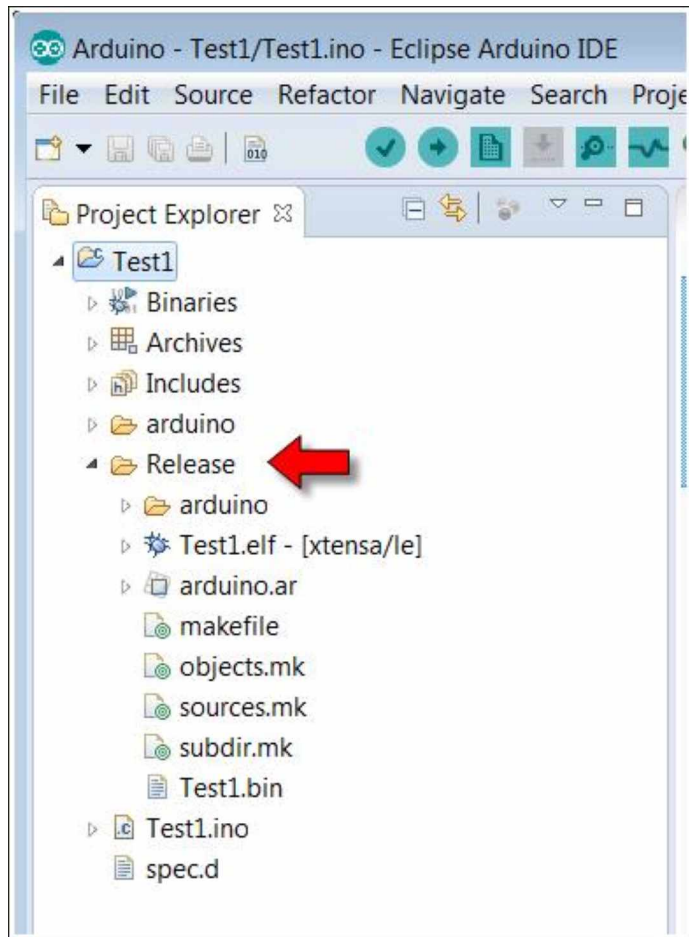 Arduino - Test1/Test1.ino - Eclipse Arduino IDE
File Edit Source Refactor Navigate Search Proje
010
Project Explorer
Test1
Binaries
Archives
Includes
arduino
Release
arduino
Test1.elf - [xtensa/le]
arduino.ar
makefile
objects.mk
sources.mk
subdir.mk
Test1.bin
Test1.ino
spec.d